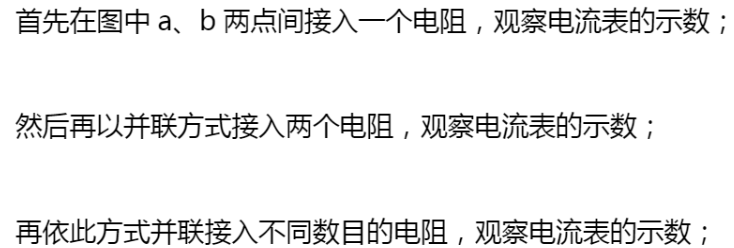 首先在图中 a、b 两点间接入一个电阻，观察电流表的示数；
然后再以并联方式接入两个电阻，观察电流表的示数；
再依此方式并联接入不同数目的电阻，观察电流表的示数；